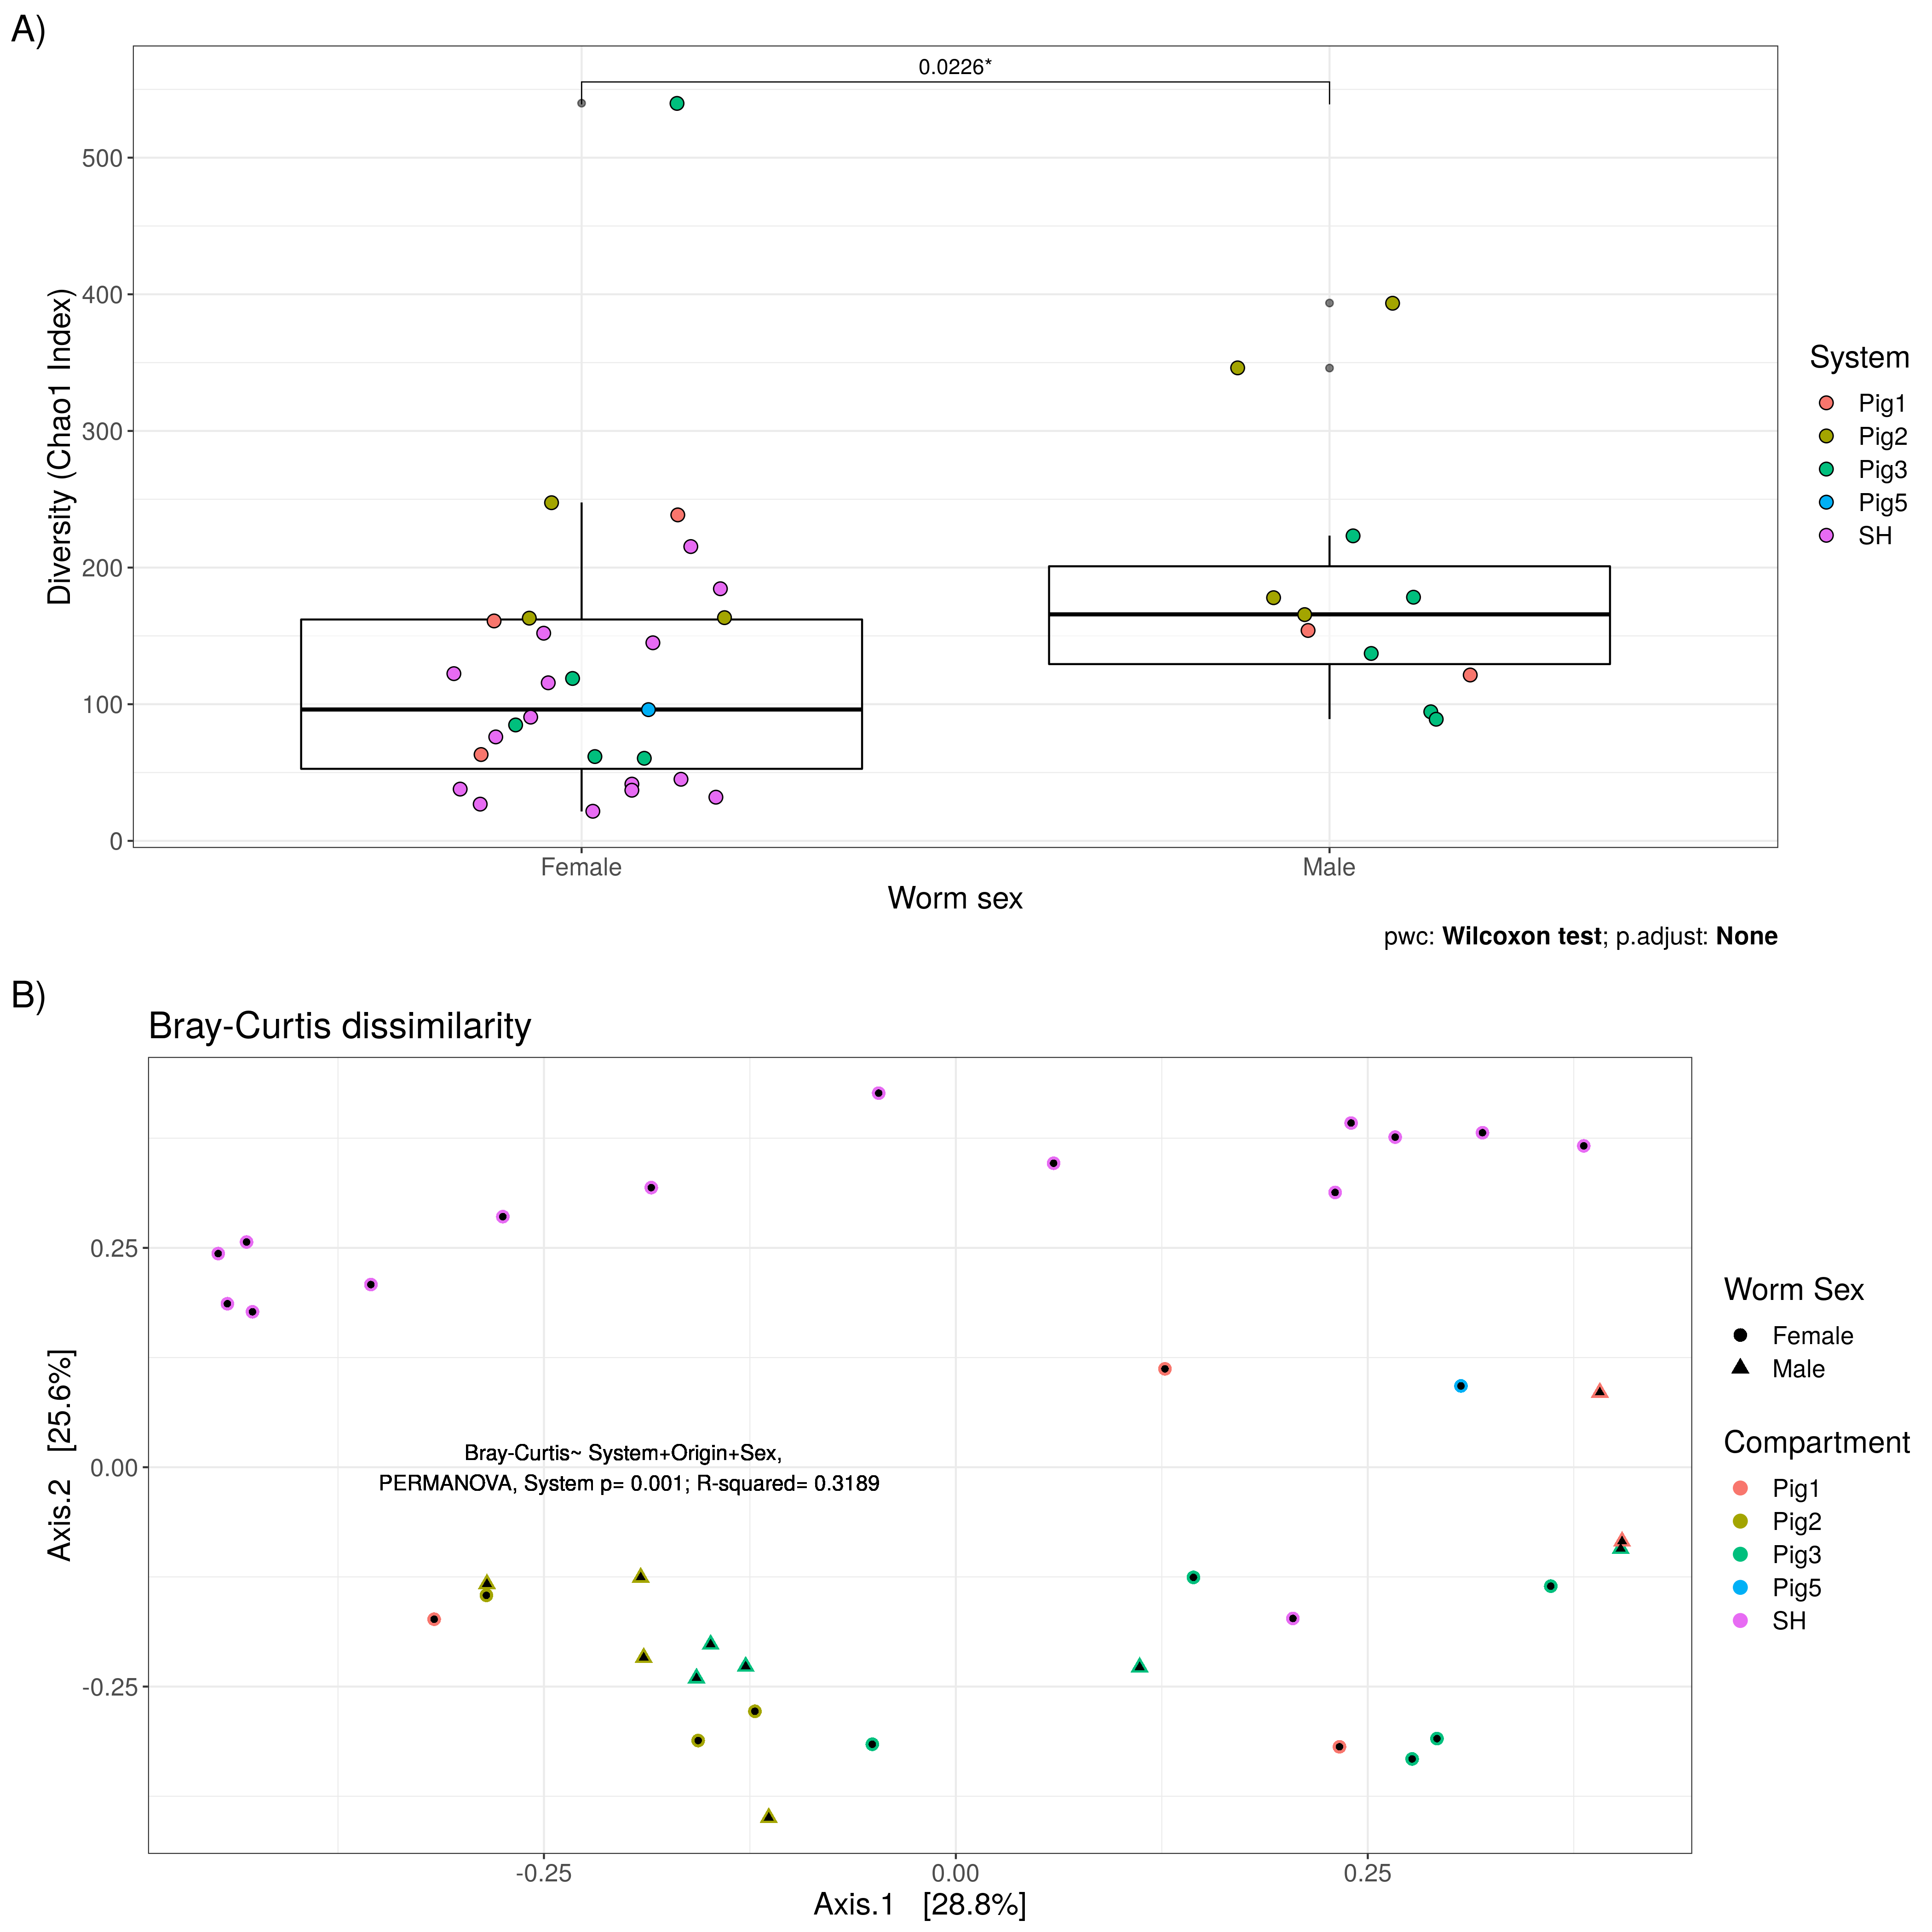 A)
0.0226*
500
400
300
200
100
0
Diversity (Chao1 Index)
Female
Male
Worm sex
pwc: Wilcoxon test; p.adjust: None
System
Pig1
Pig2
Pig3
Pig5
SH
B)
Bray-Curtis dissimilarity
0.25
0.00
-0.25
Axis.2 [25.6%]
Bray-Curtis~ System+Origin+Sex,
PERMANOVA, System p= 0.001; R-squared= 0.3189
-0.25
0.00
0.25
Axis.1 [28.8%]
Worm Sex
Female
Male
Compartment
Pig1
Pig2
Pig3
Pig5
SH